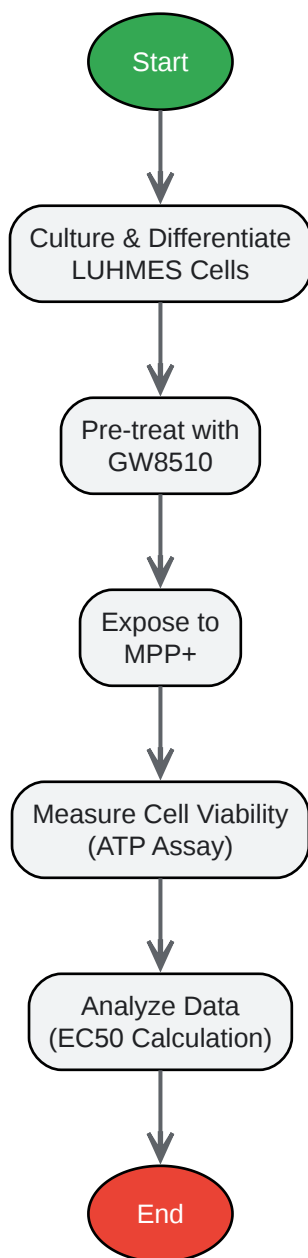 Start
Culture & Differentiate
LUHMES Cells
Pre-treat with
GW8510
Expose to
MPP+
Measure Cell Viability
(ATP Assay)
Analyze Data
(EC50 Calculation)
End